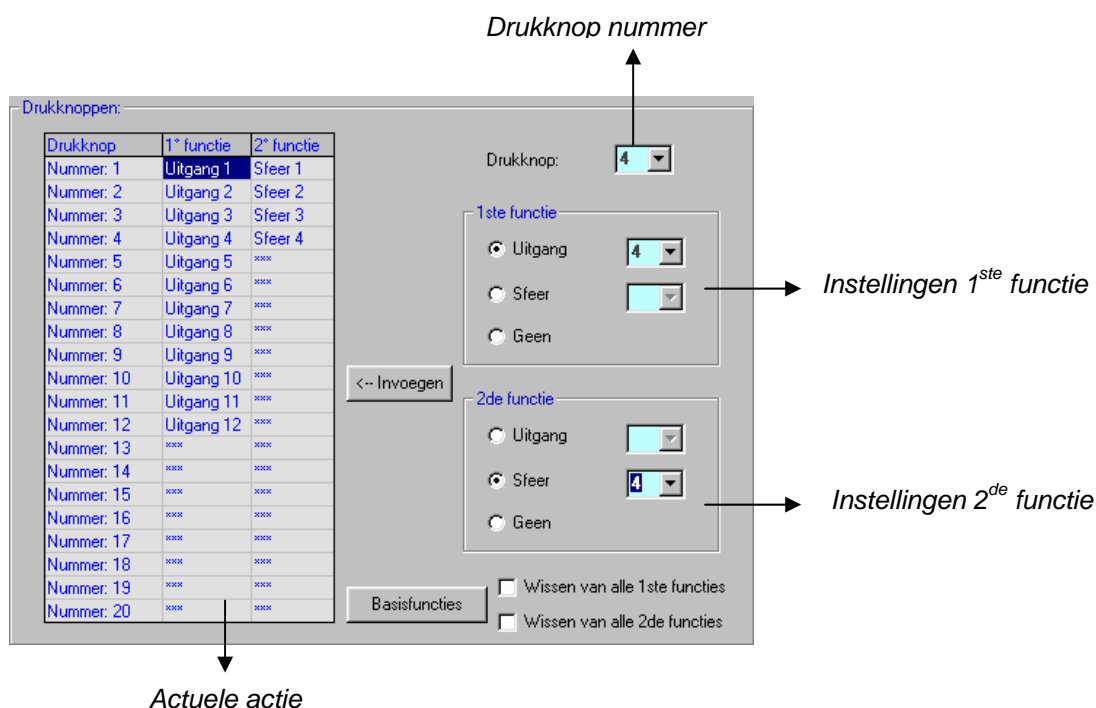 Drukknop nummer
Drukknoppen:
Drukknop 1° functie 2° functie
Nummer: 1 Uitgang 1 Sfeer 1
Nummer: 2 Uitgang 2 Sfeer 2
Nummer: 3 Uitgang 3 Sfeer 3
Nummer: 4 Uitgang 4 Sfeer 4
Nummer: 5 Uitgang 5 ***
Nummer: 6 Uitgang 6 ***
Nummer: 7 Uitgang 7 ***
Nummer: 8 Uitgang 8 ***
Nummer: 9 Uitgang 9 ***
Nummer: 10 Uitgang 10 ***
Nummer: 11 Uitgang 11 ***
Nummer: 12 Uitgang 12 ***
Nummer: 13 *** ***
Nummer: 14 *** ***
Nummer: 15 *** ***
Nummer: 16 *** ***
Nummer: 17 *** ***
Nummer: 18 *** ***
Nummer: 19 *** ***
Nummer: 20 *** ***
Actuele actie
<-- Invoegen
Basisfuncties
Drukknop: 4
1ste functie
Uitgang 4
Sfeer
Geen
Instellingen 1ste functie
2de functie
Uitgang
Sfeer 4
Geen
Instellingen 2de functie
Wissen van alle 1ste functies
Wissen van alle 2de functies